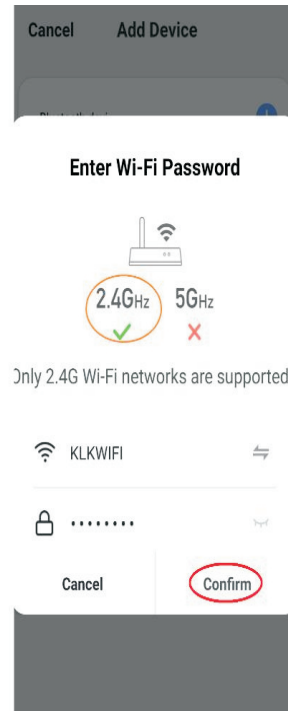 Cancel Add Device
Enter Wi-Fi Password
2.4GHz 5GHz
Only 2.4G Wi-Fi networks are supported
KLKWIFI
Cancel Confirm